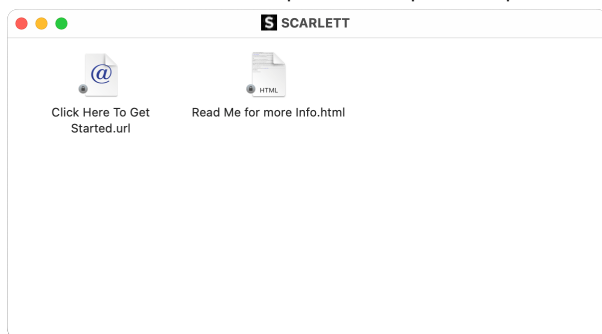 S SCARLETT
@
HTML
Click Here To Get
Started.url
Read Me for more Info.html